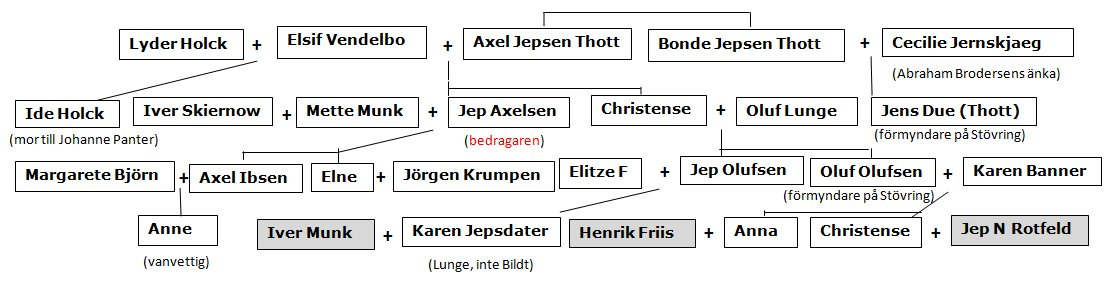 Lyder Holck + Elsif Vendelbo + Axel Jepsen Thott Bonde Jepsen Thott + Cecilie Jernskjaeg
(Abraham Brodersens änka)
Ide Holck Iver Skiernow + Mette Munk + Jep Axelsen Christense + Oluf Lunge Jens Due (Thott)
(mor till Johanne Panter) (bedragaren) (förmyndare på Stövring)
Margarete Björn + Axel Ibsen Elne + Jörgen Krumpen Elitze F + Jep Olufsen Oluf Olufsen + Karen Banner
(förmyndare på Stövring)
Anne Iver Munk + Karen Jepsdater Henrik Friis + Anna Christense + Jep N Rotfeld
(vanvettig) (Lunge, inte Bildt)